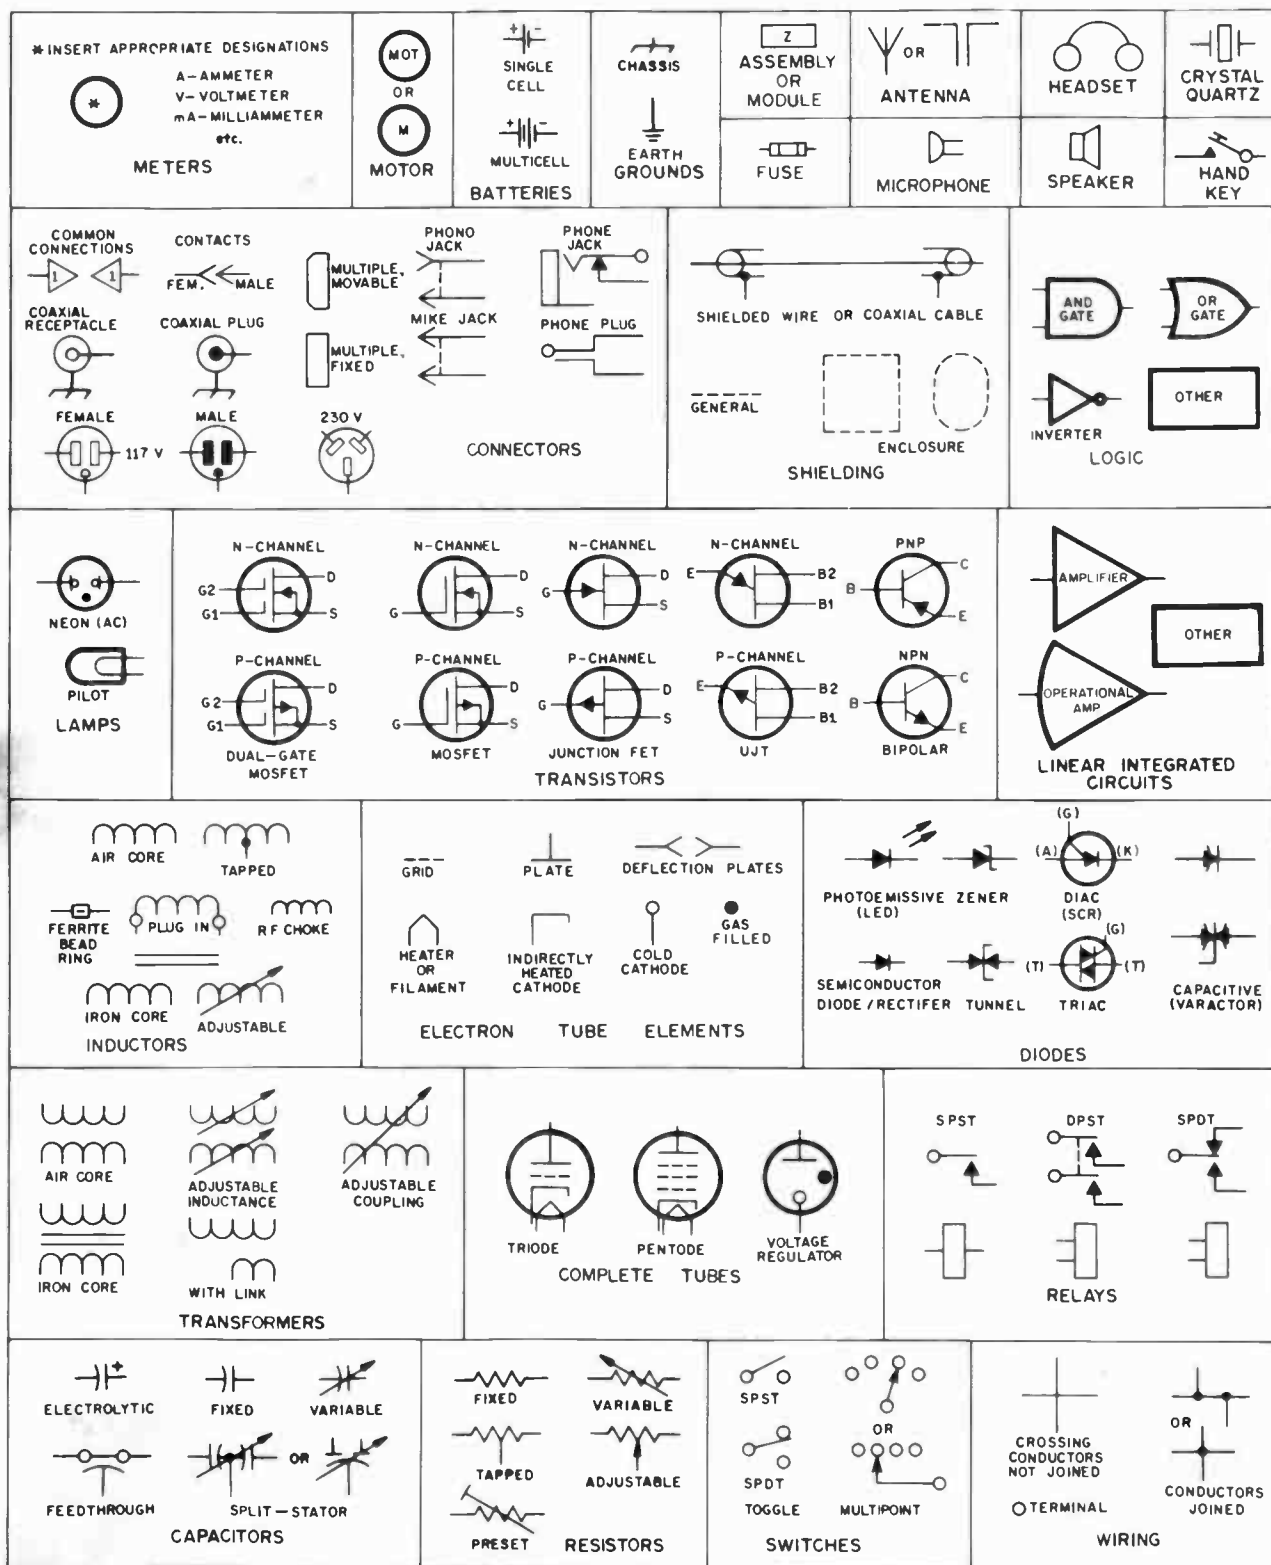 * INSERT APPROPRIATE DESIGNATIONS
*
A-AMMETER
V-VOLTMETER
mA-MILLIAMMETER
etc.
METERS
MOT
OR
M
MOTOR
+ -
SINGLE
CELL
+ -
MULTICELL
BATTERIES
CHASSIS
EARTH
GROUNDS
Z
ASSEMBLY
OR
MODULE
FUSE
OR
ANTENNA
MICROPHONE
HEADSET
SPEAKER
CRYSTAL
QUARTZ
HAND
KEY
COMMON
CONNECTIONS
1 1
CONTACTS
FEM. MALE
MULTIPLE,
MOVABLE
PHONO
JACK
PHONE
JACK
COAXIAL
RECEPTACLE
COAXIAL PLUG
MULTIPLE,
FIXED
MIKE JACK
PHONE PLUG
FEMALE
117 V
MALE
230 V
CONNECTORS
SHIELDED WIRE OR COAXIAL CABLE
GENERAL
ENCLOSURE
SHIELDING
AND
GATE
OR
GATE
INVERTER
OTHER
LOGIC
NEON (AC)
PILOT
LAMPS
N-CHANNEL
G2
G1
D
S
N-CHANNEL
G
D
S
N-CHANNEL
G
D
S
N-CHANNEL
E
B2
B1
PNP
B
C
E
P-CHANNEL
G2
G1
D
S
DUAL-GATE
MOSFET
P-CHANNEL
G
D
S
MOSFET
P-CHANNEL
G
D
S
JUNCTION FET
P-CHANNEL
E
B2
B1
UJT
NPN
B
C
E
BIPOLAR
TRANSISTORS
AMPLIFIER
OTHER
OPERATIONAL
AMP
LINEAR INTEGRATED
CIRCUITS
AIR CORE
TAPPED
FERRITE
BEAD
RING
PLUG IN
RF CHOKE
IRON CORE
ADJUSTABLE
INDUCTORS
GRID
PLATE
DEFLECTION PLATES
HEATER
OR
FILAMENT
INDIRECTLY
HEATED
CATHODE
COLD
CATHODE
GAS
FILLED
ELECTRON TUBE ELEMENTS
PHOTOEMISSIVE
(LED)
ZENER
(G)
(A) (K)
DIAC
(SCR)
SEMICONDUCTOR
DIODE/RECTIFER
TUNNEL
(G)
(T) (T)
TRIAC
CAPACITIVE
(VARACTOR)
DIODES
AIR CORE
ADJUSTABLE
INDUCTANCE
ADJUSTABLE
COUPLING
IRON CORE
WITH LINK
TRANSFORMERS
TRIODE
PENTODE
VOLTAGE
REGULATOR
COMPLETE TUBES
SPST
DPST
SPDT
RELAYS
+
ELECTROLYTIC
FIXED
VARIABLE
OR
FEEDTHROUGH
SPLIT-STATOR
CAPACITORS
FIXED
VARIABLE
TAPPED
ADJUSTABLE
PRESET
RESISTORS
SPST
OR
SPDT
TOGGLE
MULTIPOINT
SWITCHES
CROSSING
CONDUCTORS
NOT JOINED
OR
TERMINAL
CONDUCTORS
JOINED
WIRING